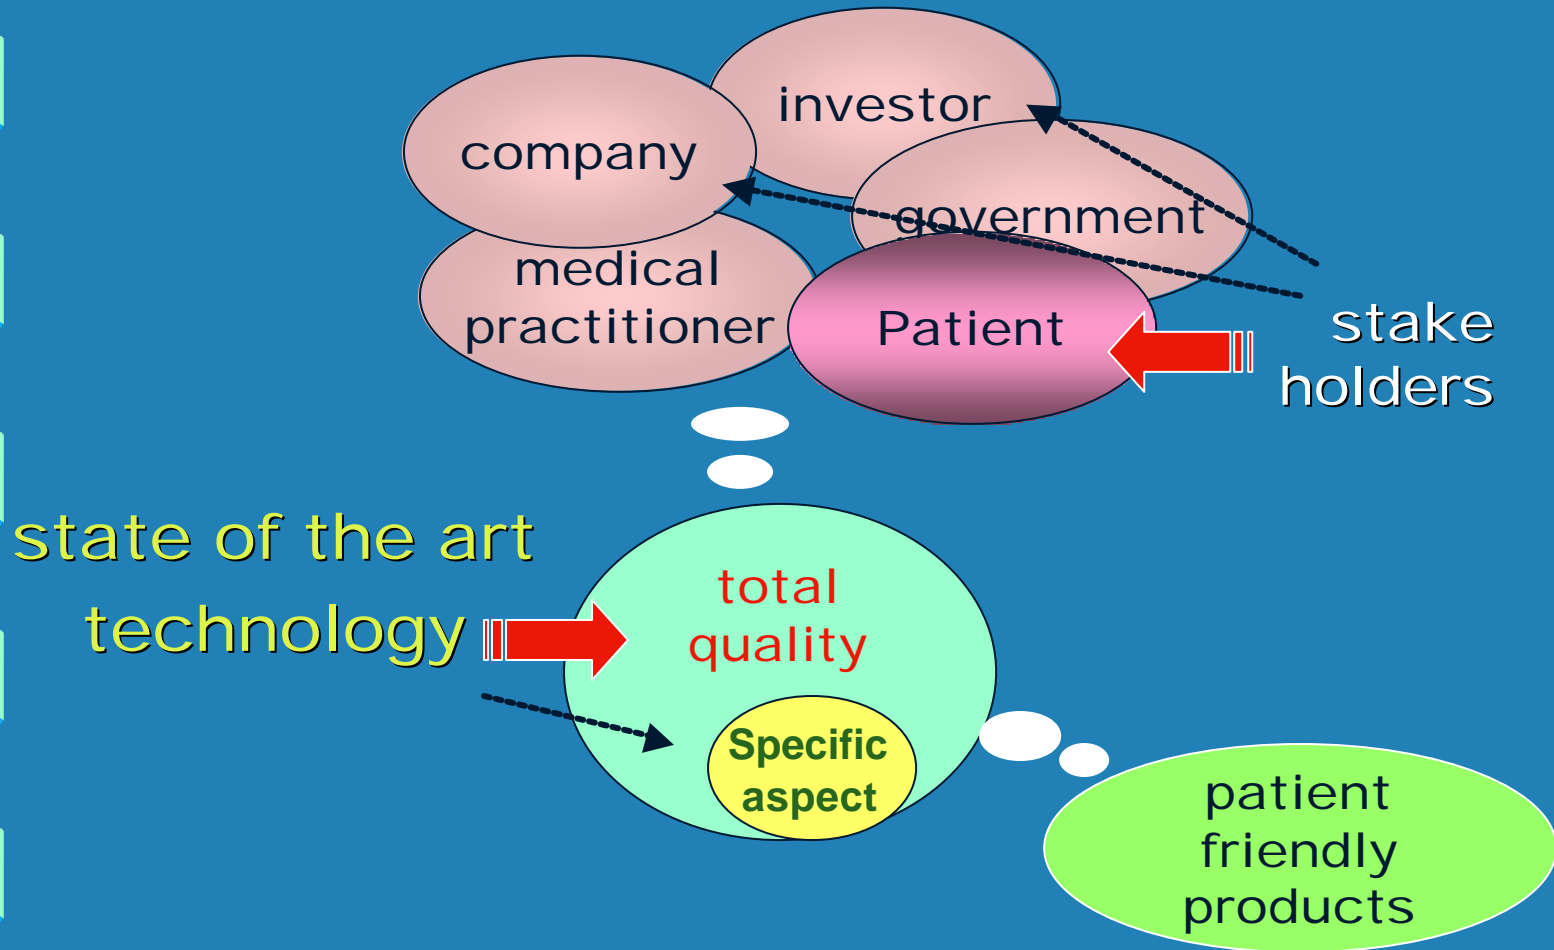 investor
company
government
medical
practitioner
Patient
stake
holders
state of the art
technology
total
quality
Specific
aspect
patient
friendly
products